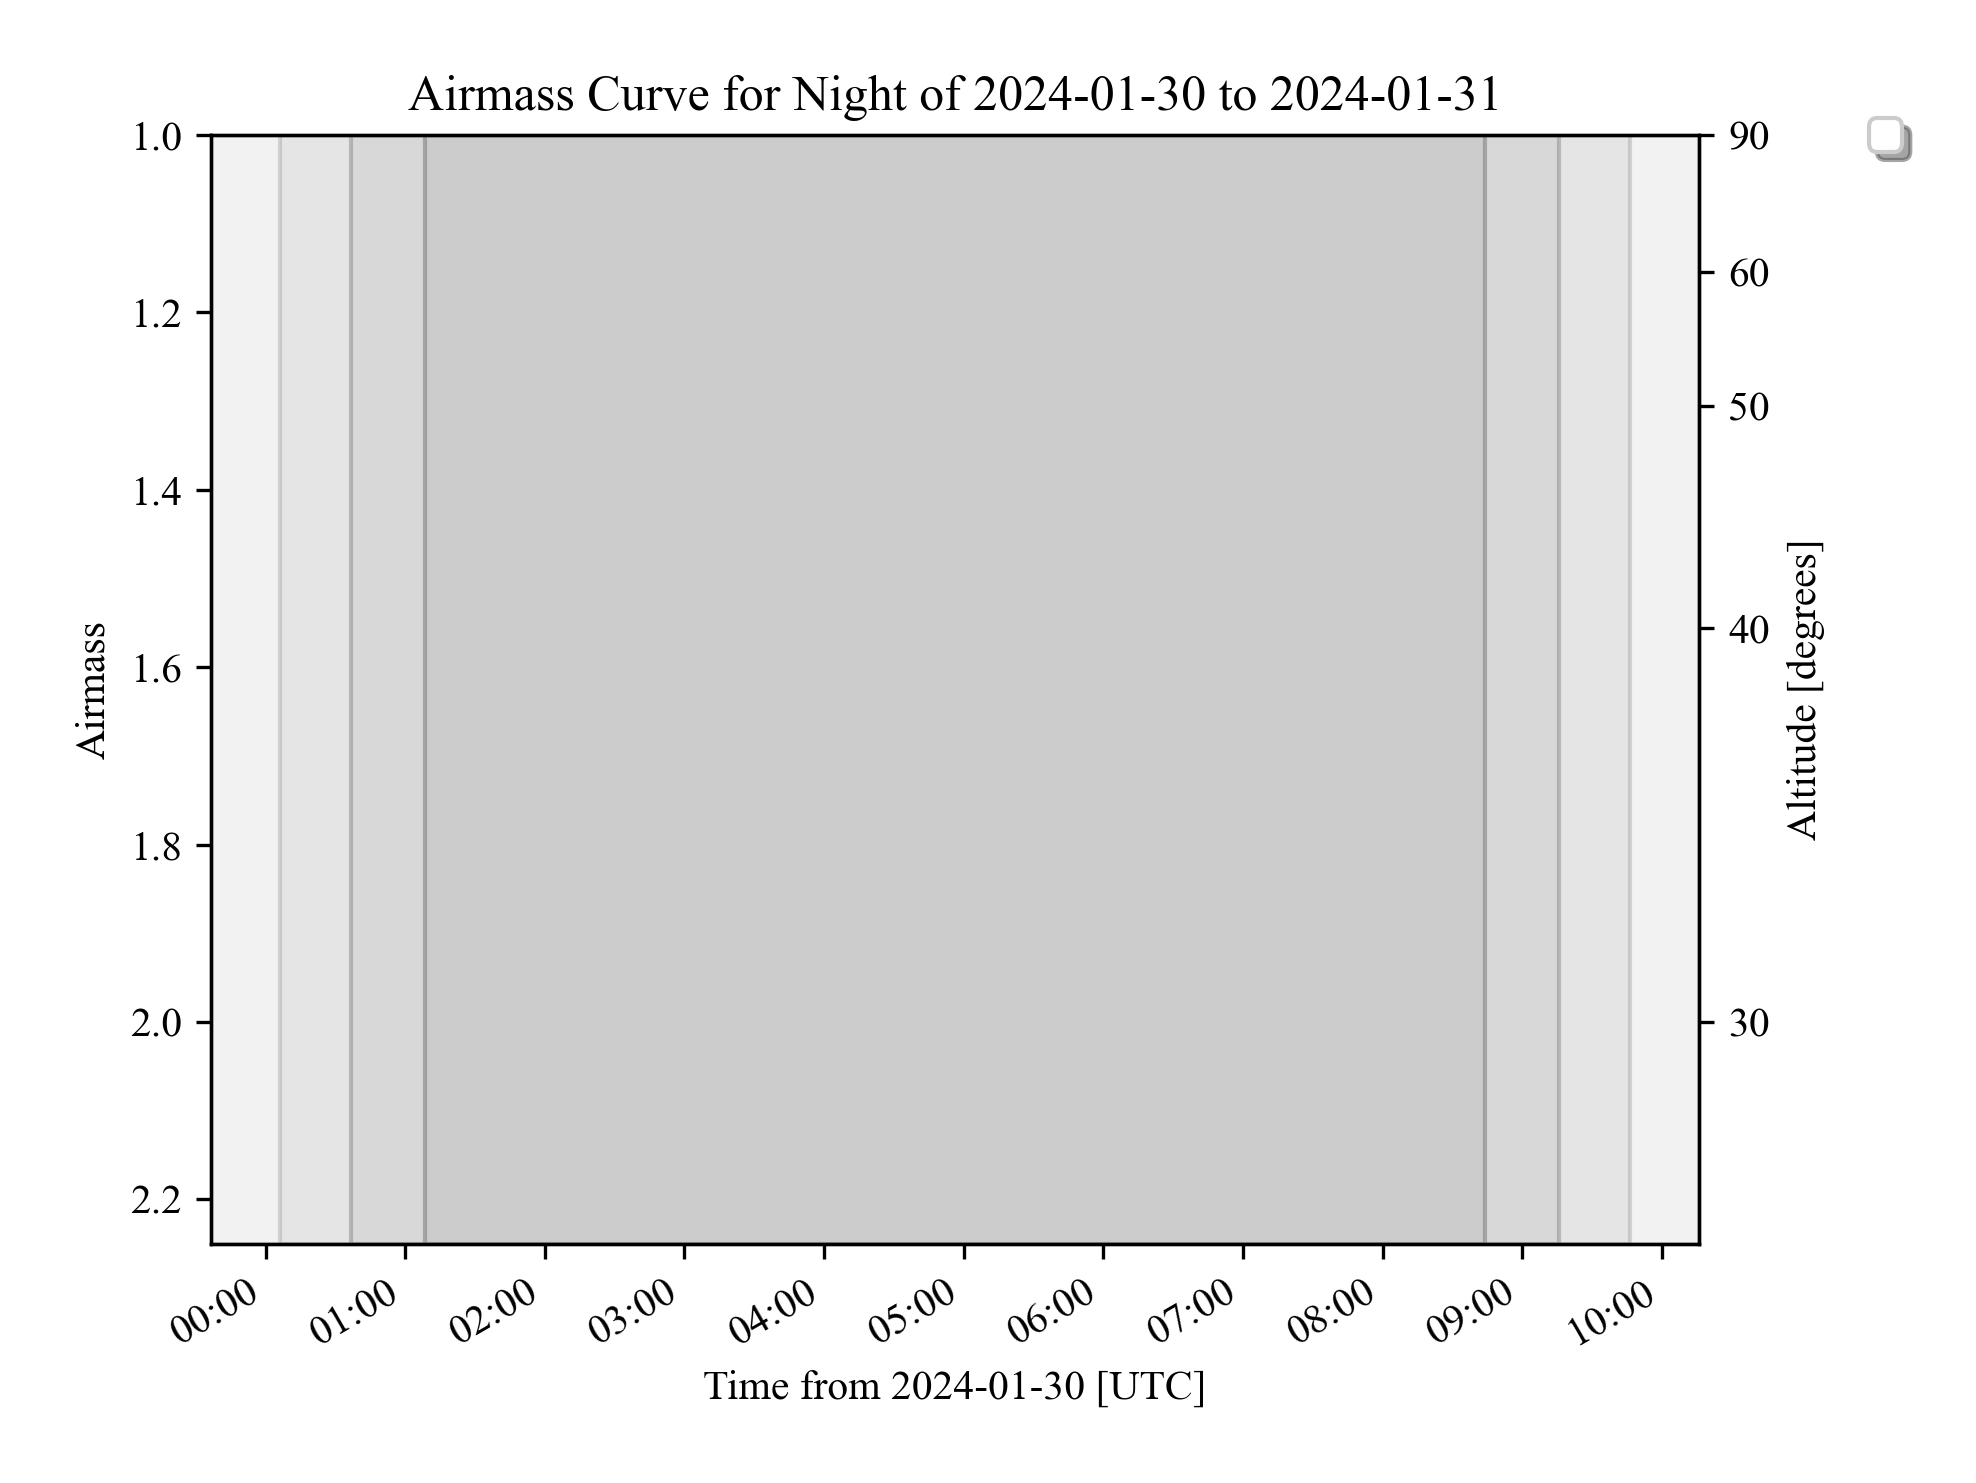 Airmass Curve for Night of 2024-01-30 to 2024-01-31
1.0
1.2
1.4
1.6
1.8
2.0
2.2
Airmass
90
60
50
40
30
Altitude [degrees]
00:00 01:00 02:00 03:00 04:00 05:00 06:00 07:00 08:00 09:00 10:00
Time from 2024-01-30 [UTC]